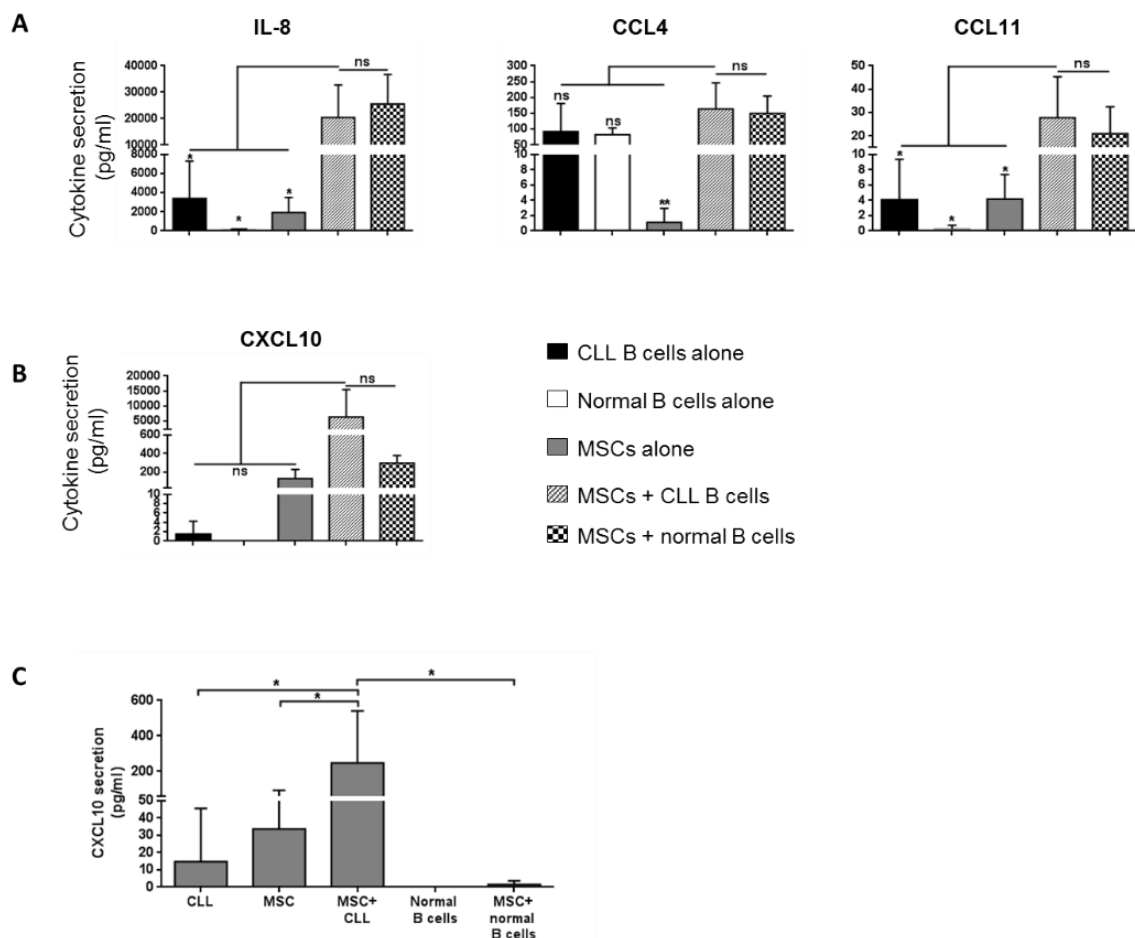 A
IL-8
CCL4
CCL11
Cytokine secretion
(pg/ml)
40000
30000
20000
10000
8000
6000
4000
2000
0
*
*
*
ns
300
250
200
150
100
50
10
8
6
4
2
0
ns
ns
**
ns
50
40
30
20
10
4
2
0
*
*
*
ns
B
CXCL10
Cytokine secretion
(pg/ml)
20000
15000
10000
5000
600
400
200
10
8
6
4
2
0
ns
ns
CLL B cells alone
Normal B cells alone
MSCs alone
MSCs + CLL B cells
MSCs + normal B cells
C
CXCL10 secretion
(pg/ml)
600
400
200
50
40
30
20
10
0
*
*
*
CLL
MSC
MSC+
CLL
Normal
B cells
MSC+
normal
B cells